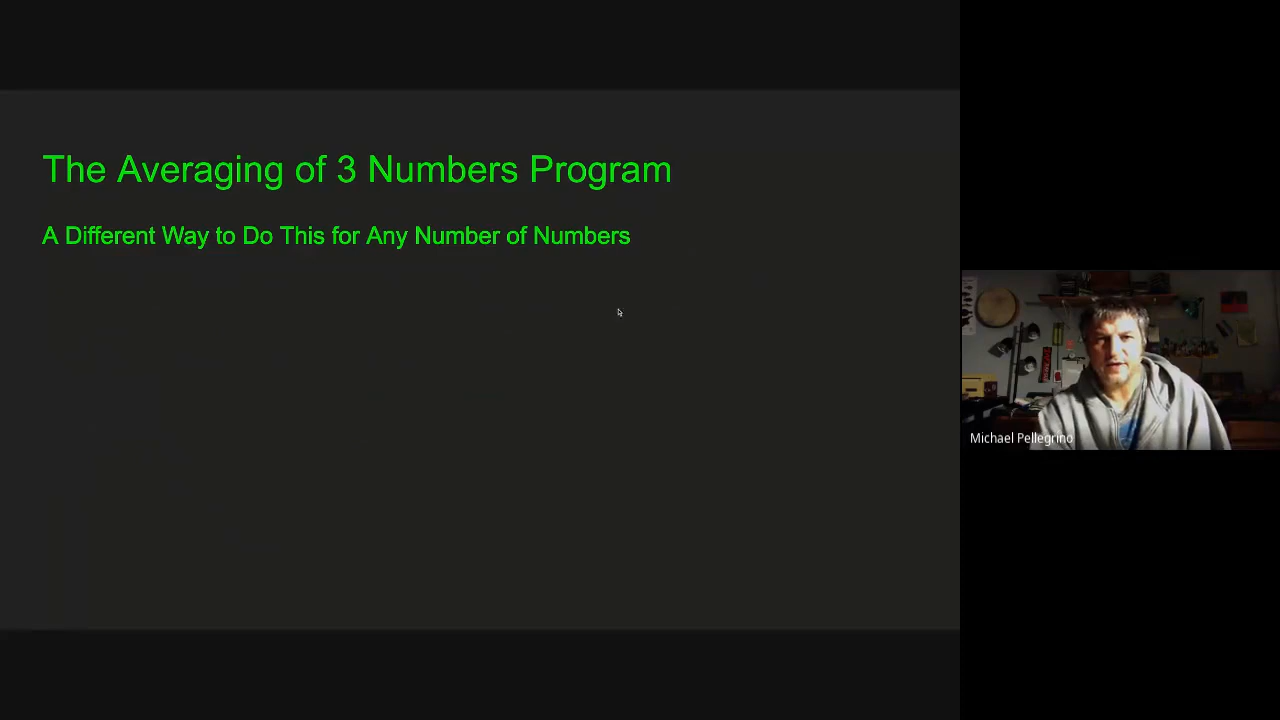 The Averaging of 3 Numbers Program
A Different Way to Do This for Any Number of Numbers
Michael Pellegrino